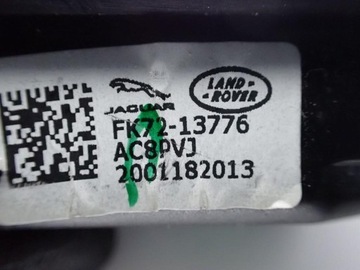 JAGUAR
LAND-
-ROVER
FK72-13776
AC8PVJ
2001182013